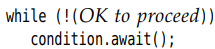 while (!(OK to proceed))
condition.await();